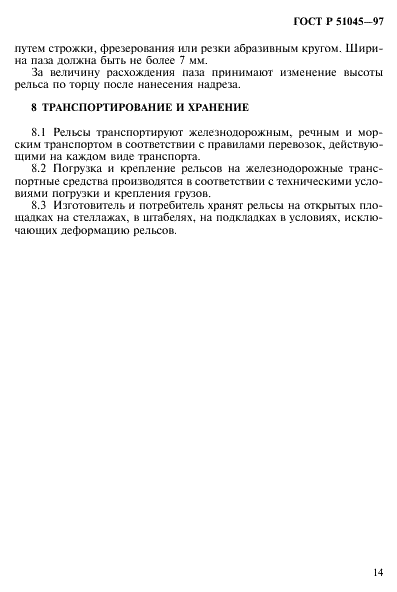 ГОСТ Р 51045—97
путем строжки, фрезерования или резки абразивным кругом. Шири-
на паза должна быть не более 7 мм.
За величину расхождения паза принимают изменение высоты
рельса по торцу после нанесения надреза.
8 ТРАНСПОРТИРОВАНИЕ И ХРАНЕНИЕ
8.1 Рельсы транспортируют железнодорожным, речным и мор-
ским транспортом в соответствии с правилами перевозок, действую-
щими на каждом виде транспорта.
8.2 Погрузка и крепление рельсов на железнодорожные транс-
портные средства производятся в соответствии с техническими усло-
виями погрузки и крепления грузов.
8.3 Изготовитель и потребитель хранят рельсы на открытых пло-
щадках на стеллажах, в штабелях, на подкладках в условиях, исклю-
чающих деформацию рельсов.
14